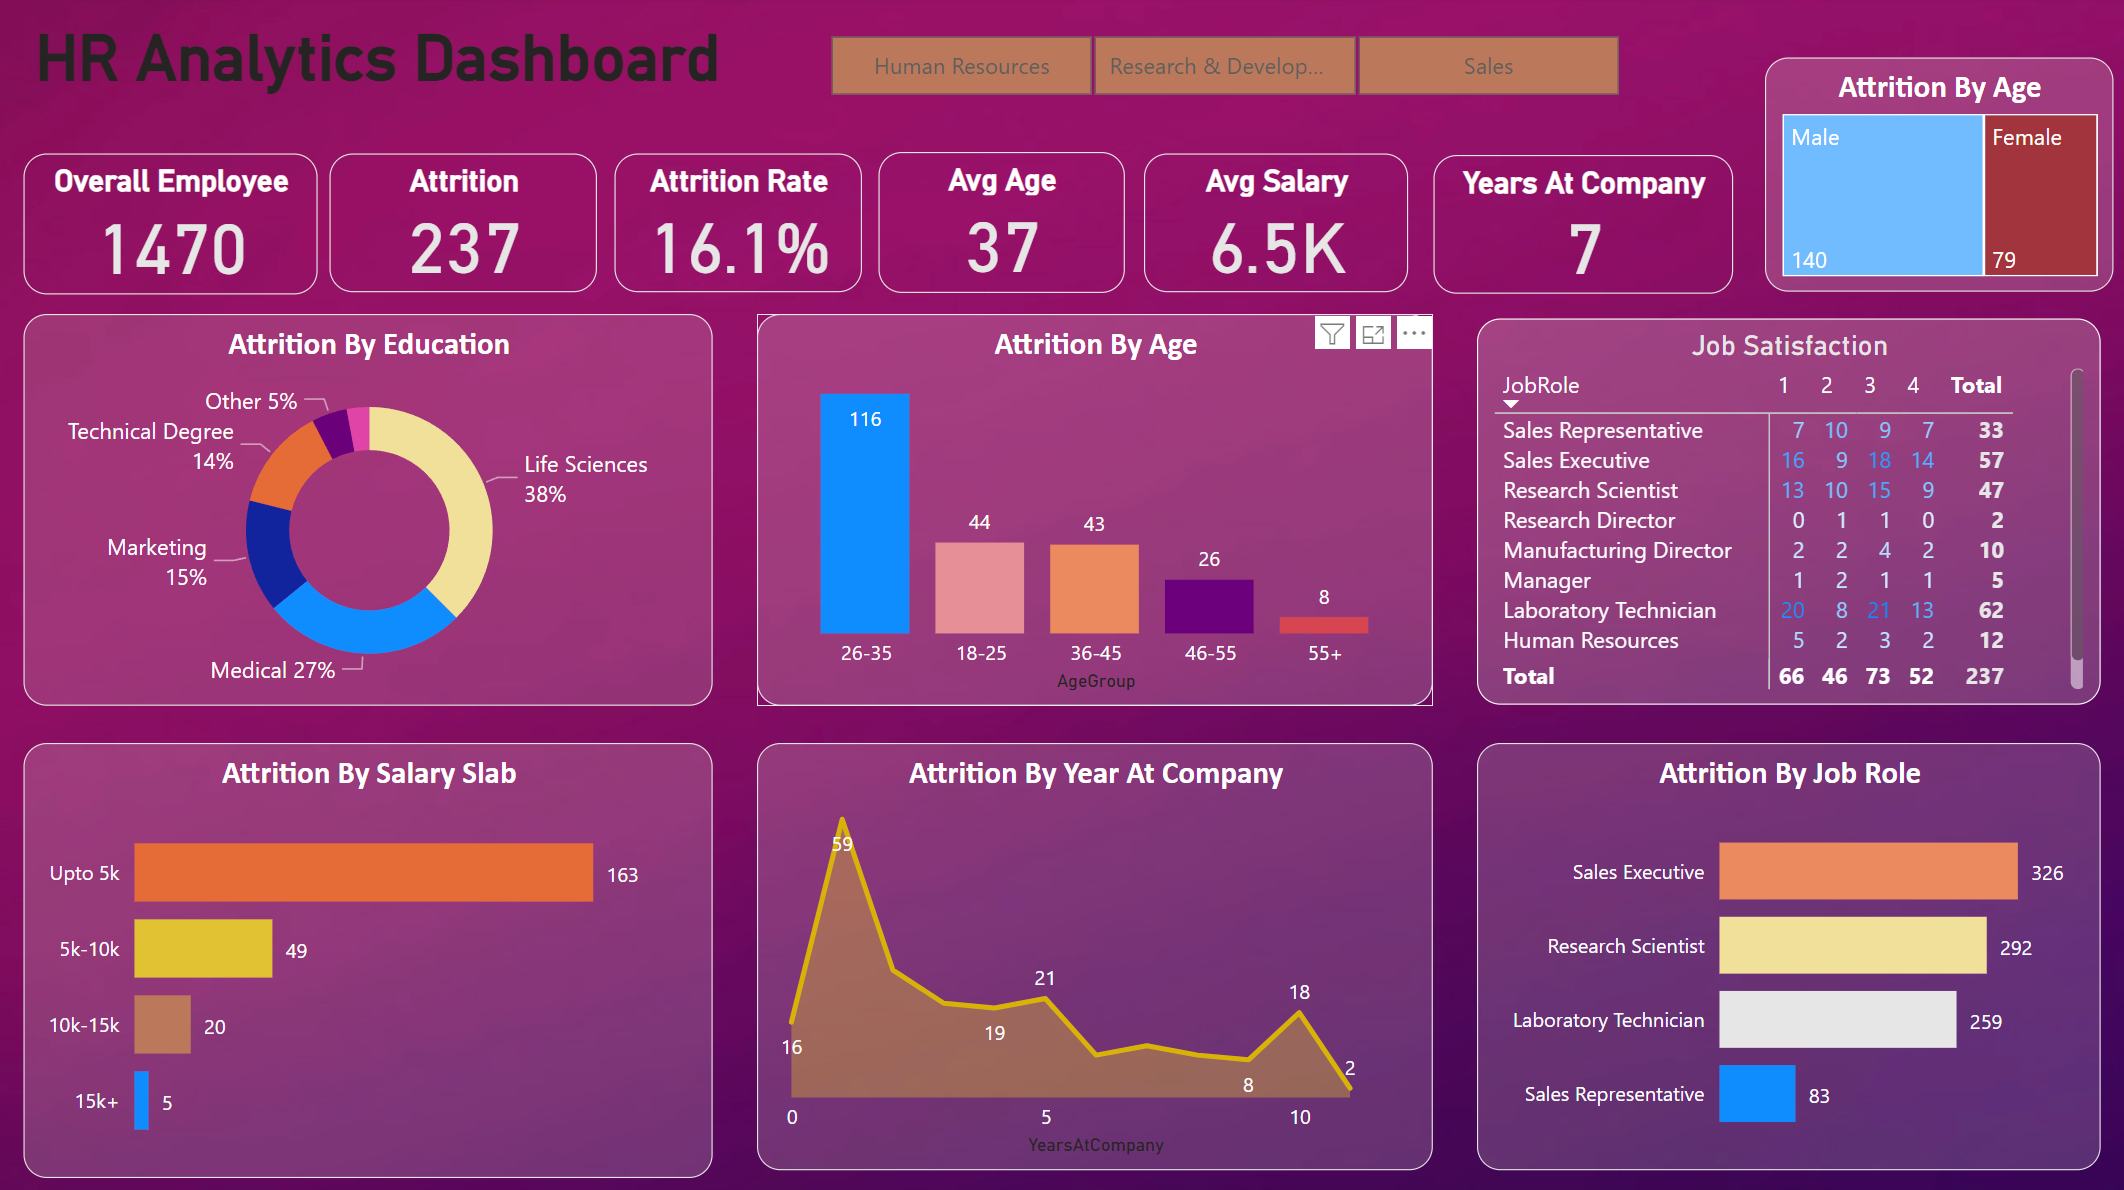 HR Analytics Dashboard
Human Resources
Research & Develop...
Sales
Attrition By Age
Male
Female
140
79
Overall Employee
1470
Attrition
237
Attrition Rate
16.1%
Avg Age
37
Avg Salary
6.5K
Years At Company
7
Attrition By Education
Other 5%
Technical Degree
14%
Life Sciences
38%
Marketing
15%
Medical 27%
Attrition By Age
116
44
43
26
8
26-35 18-25 36-45 46-55 55+
AgeGroup
Job Satisfaction
JobRole 1 2 3 4 Total
Sales Representative 7 10 9 7 33
Sales Executive 16 9 18 14 57
Research Scientist 13 10 15 9 47
Research Director 0 1 1 0 2
Manufacturing Director 2 2 4 2 10
Manager 1 2 1 1 5
Laboratory Technician 20 8 21 13 62
Human Resources 5 2 3 2 12
Total 66 46 73 52 237
Attrition By Salary Slab
Upto 5k 163
5k-10k 49
10k-15k 20
15k+ 5
Attrition By Year At Company
59
21
18
19
16
2
8
0 5 10
YearsAtCompany
Attrition By Job Role
Sales Executive 326
Research Scientist 292
Laboratory Technician 259
Sales Representative 83